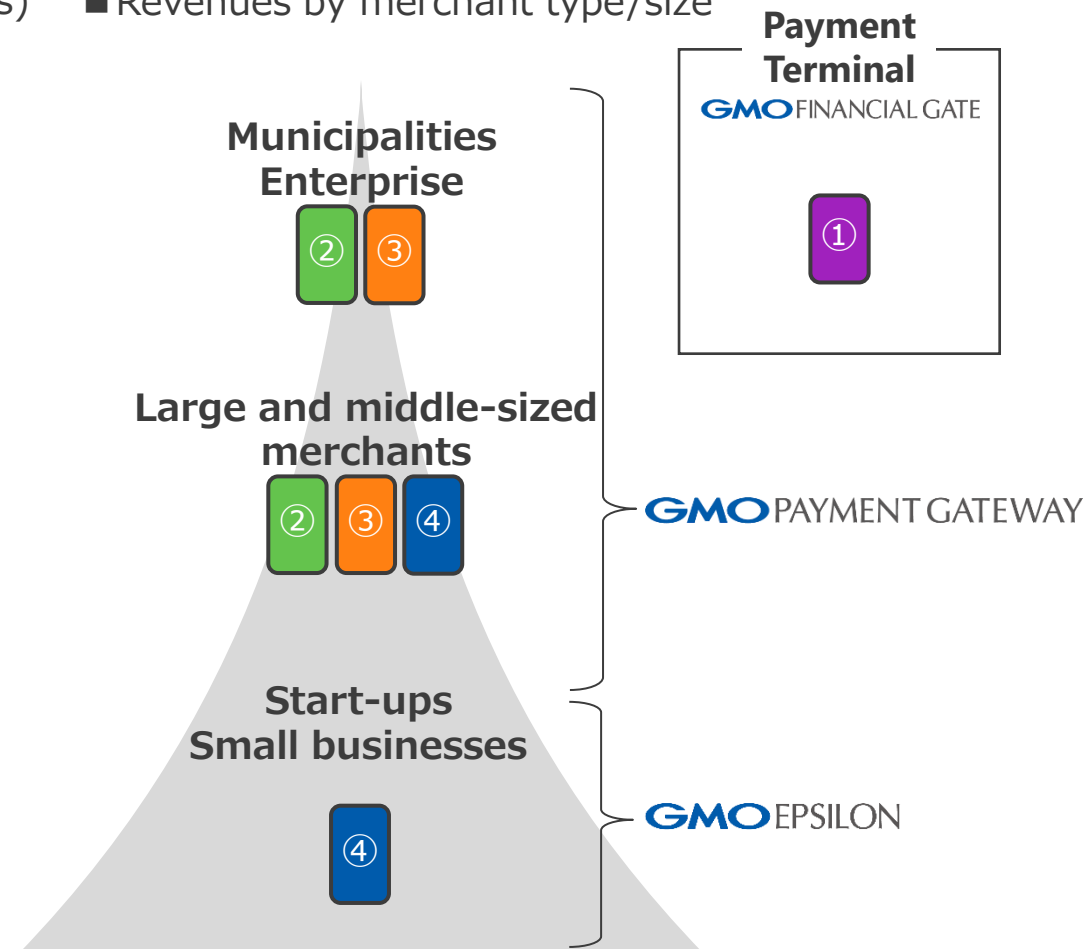 s) ■Revenues by merchant type/size
Payment
Terminal
GMO FINANCIAL GATE
①
Municipalities
Enterprise
② ③
Large and middle-sized
merchants
② ③ ④
GMO PAYMENT GATEWAY
Start-ups
Small businesses
④
GMO EPSILON